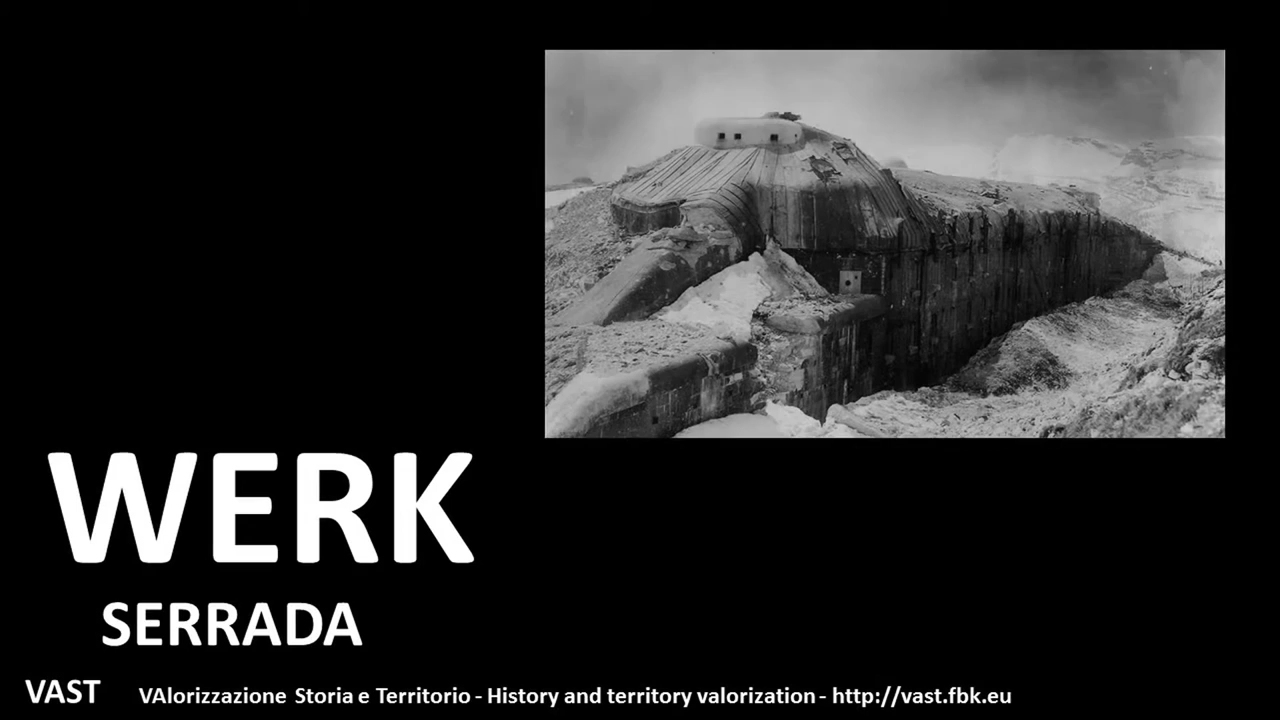 WERK
SERRADA
VAST VAlorizzazione Storia e Territorio - History and territory valorization - http://vast.fbk.eu